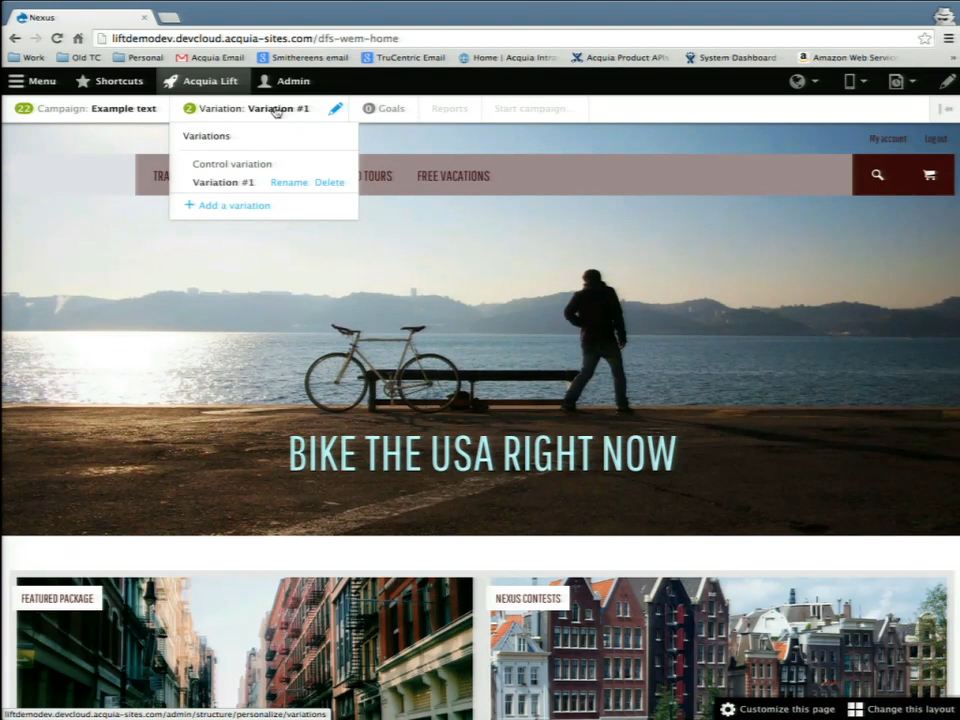 Nexus
liftdemodev.devcloud.acquia-sites.com/dfs-wem-home
Work Old TC Personal Acquia Email Smithereens email TruCentric Email Home | Acquia Intra Acquia Product APIs System Dashboard Amazon Web Servic
Menu Shortcuts Acquia Lift Admin
22 Campaign: Example text 2 Variation: Variation #1 0 Goals Reports Start campaign...
Variations
My account Log out
Control variation
TRA D TOURS FREE VACATIONS
Variation #1 Rename Delete
+ Add a variation
BIKE THE USA RIGHT NOW
FEATURED PACKAGE NEXUS CONTESTS
Customize this page Change this layout
liftdemodev.devcloud.acquia-sites.com/admin/structure/personalize/variations